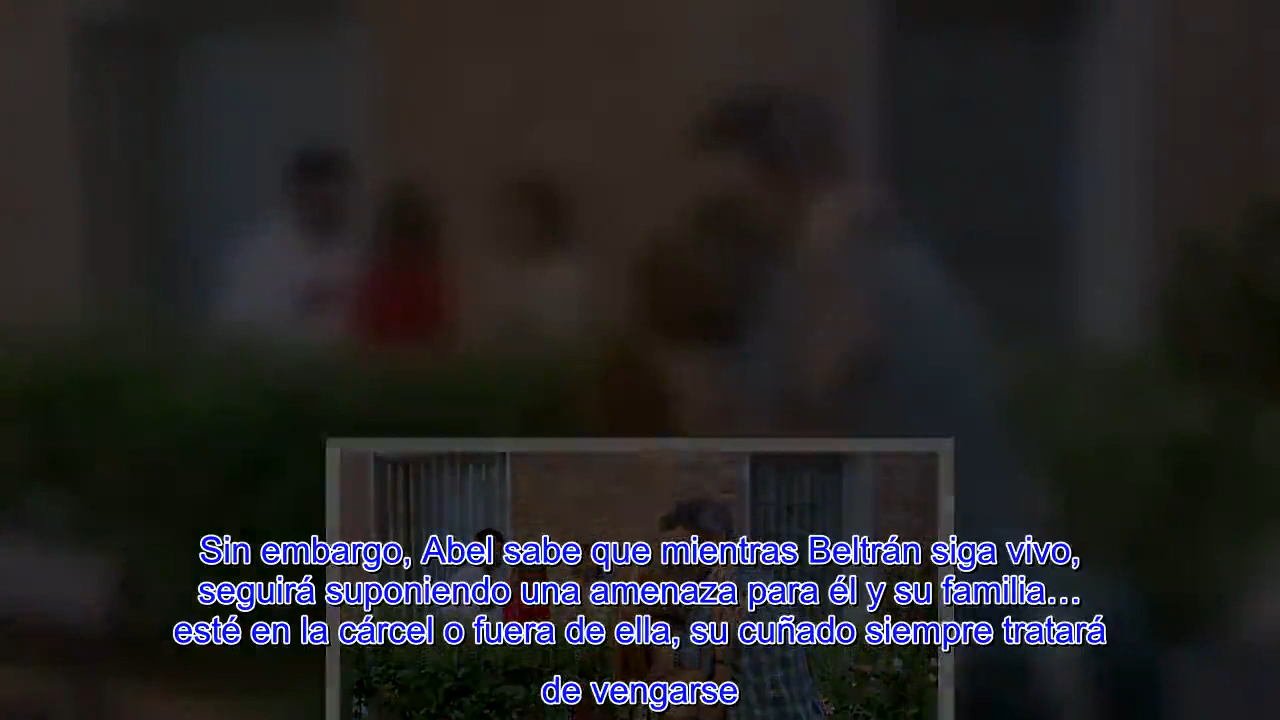 Sin embargo, Abel sabe que mientras Beltrán siga vivo,
seguirá suponiendo una amenaza para él y su familia…
esté en la cárcel o fuera de ella, su cuñado siempre tratará
de vengarse